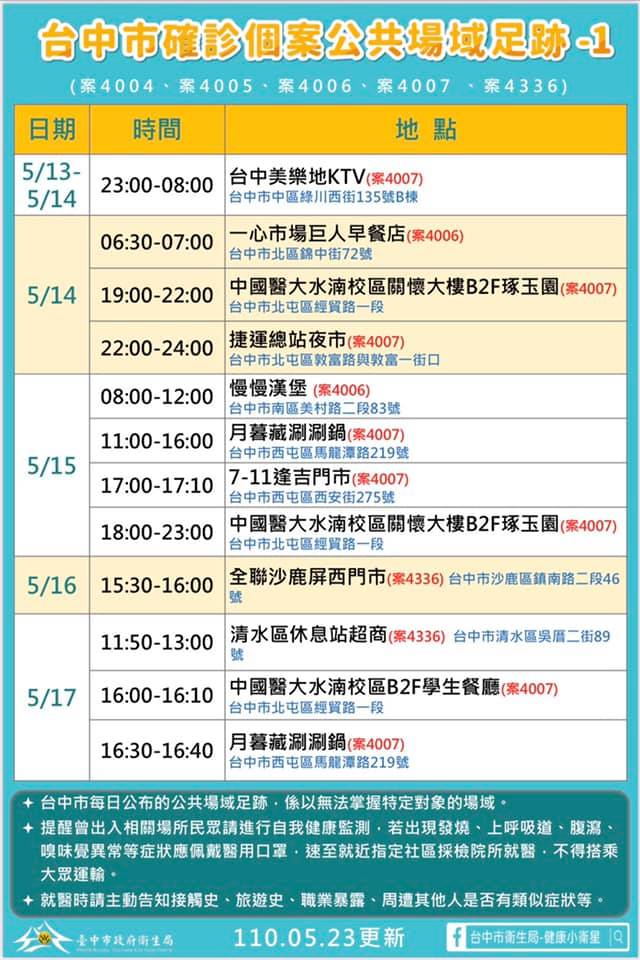 台中市確診個案公共場域足跡-1
(案4004、案4005、案4006、案4007、案4336)
日期 時間 地點
5/13-
5/14
23:00-08:00
台中美樂地KTV(案4007)
台中市中區綠川西街135號B棟
5/14
06:30-07:00
一心市場巨人早餐店(案4006)
台中市北區錦中街72號
19:00-22:00
中國醫大水湳校區關懷大樓B2F琢玉園(案4007)
台中市北屯區經貿路一段
22:00-24:00
捷運總站夜市(案4007)
台中市北屯區敦富路與敦富一街口
5/15
08:00-12:00
慢慢漢堡 (案4006)
台中市南區美村路二段83號
11:00-16:00
月暮藏涮涮鍋(案4007)
台中市西屯區馬龍潭路219號
17:00-17:10
7-11逢吉門市(案4007)
台中市西屯區西安街275號
18:00-23:00
中國醫大水湳校區關懷大樓B2F琢玉園(案4007)
台中市北屯區經貿路一段
5/16
15:30-16:00
全聯沙鹿屏西門市(案4336) 台中市沙鹿區鎮南路二段46
號
5/17
11:50-13:00
清水區休息站超商(案4336) 台中市清水區吳厝二街89
號
16:00-16:10
中國醫大水湳校區B2F學生餐廳(案4007)
台中市北屯區經貿路一段
16:30-16:40
月暮藏涮涮鍋(案4007)
台中市西屯區馬龍潭路219號
台中市每日公布的公共場域足跡，係以無法掌握特定對象的場域。
提醒曾出入相關場所民眾請進行自我健康監測，若出現發燒、上呼吸道、腹瀉、
嗅味覺異常等症狀應佩戴醫用口罩，速至就近指定社區採檢院所就醫，不得搭乘
大眾運輸。
就醫時請主動告知接觸史、旅遊史、職業暴露、周遭其他人是否有類似症狀等。
臺中市政府衛生局
110.05.23更新
台中市衛生局-健康小衛星